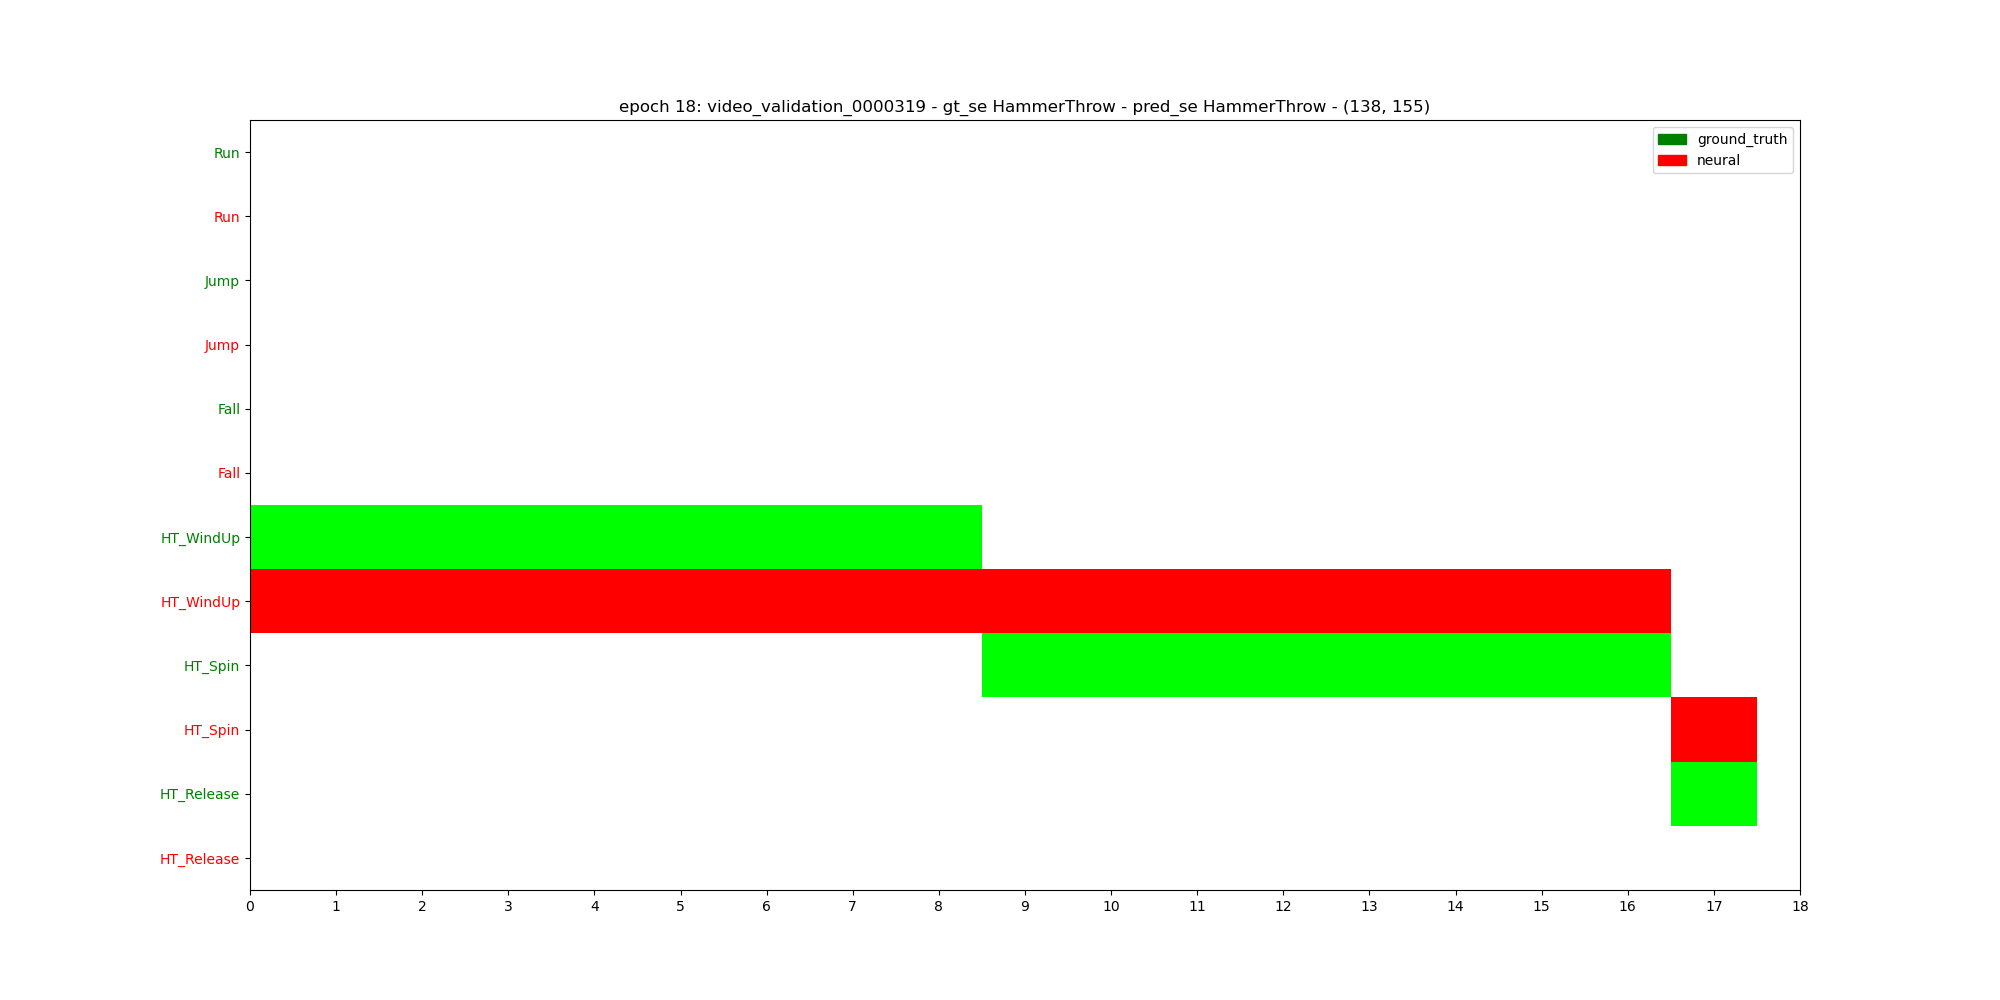 epoch 18: video_validation_0000319 - gt_se HammerThrow - pred_se HammerThrow - (138, 155)
ground_truth
neural
Run
Run
Jump
Jump
Fall
Fall
HT_WindUp
HT_WindUp
HT_Spin
HT_Spin
HT_Release
HT_Release
0 1 2 3 4 5 6 7 8 9 10 11 12 13 14 15 16 17 18